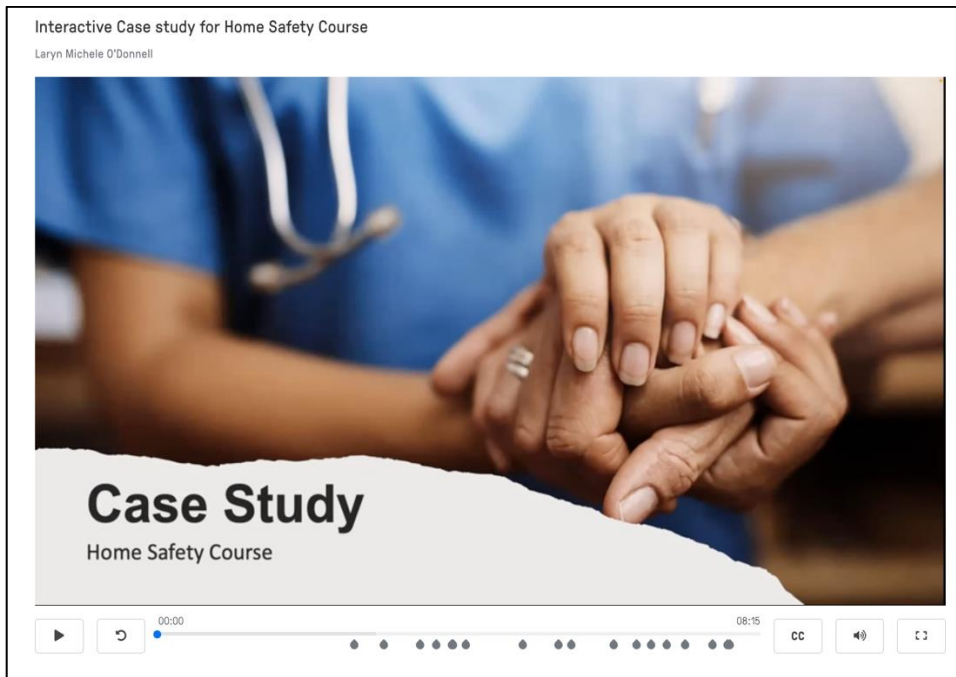 Interactive Case study for Home Safety Course
Laryn Michele O'Donnell
Case Study
Home Safety Course
00:00
08:15
CC